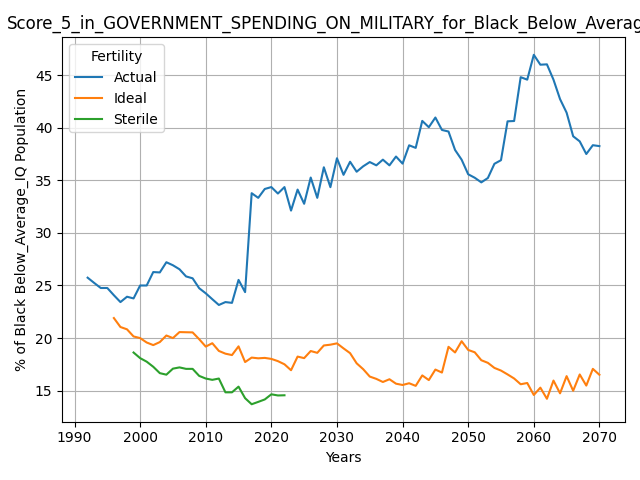 Score_5_in_GOVERNMENT_SPENDING_ON_MILITARY_for_Black_Below_Averag
Fertility
Actual
Ideal
Sterile
% of Black Below_Average_IQ Population
45
40
35
30
25
20
15
1990 2000 2010 2020 2030 2040 2050 2060 2070
Years